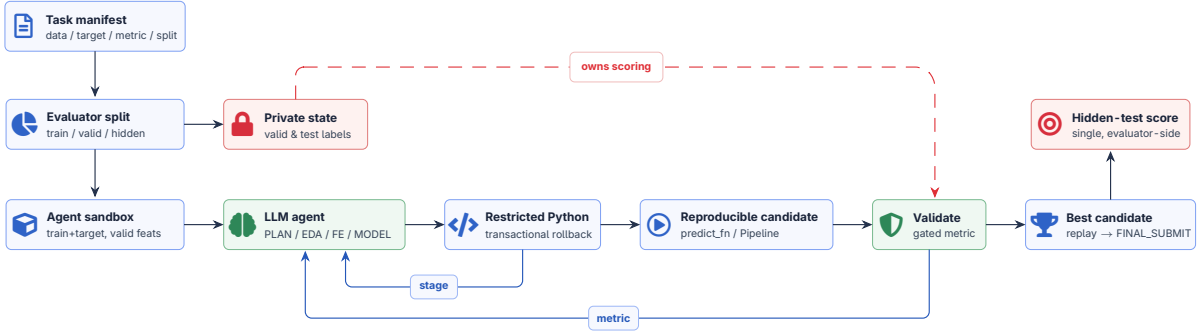 Task manifest
data / target / metric / split
owns scoring
Evaluator split
train / valid / hidden
Private state
valid & test labels
Hidden-test score
single, evaluator-side
Agent sandbox
train+target, valid feats
LLM agent
PLAN / EDA / FE / MODEL
Restricted Python
transactional rollback
Reproducible candidate
predict_fn / Pipeline
Validate
gated metric
Best candidate
replay → FINAL_SUBMIT
stage
metric